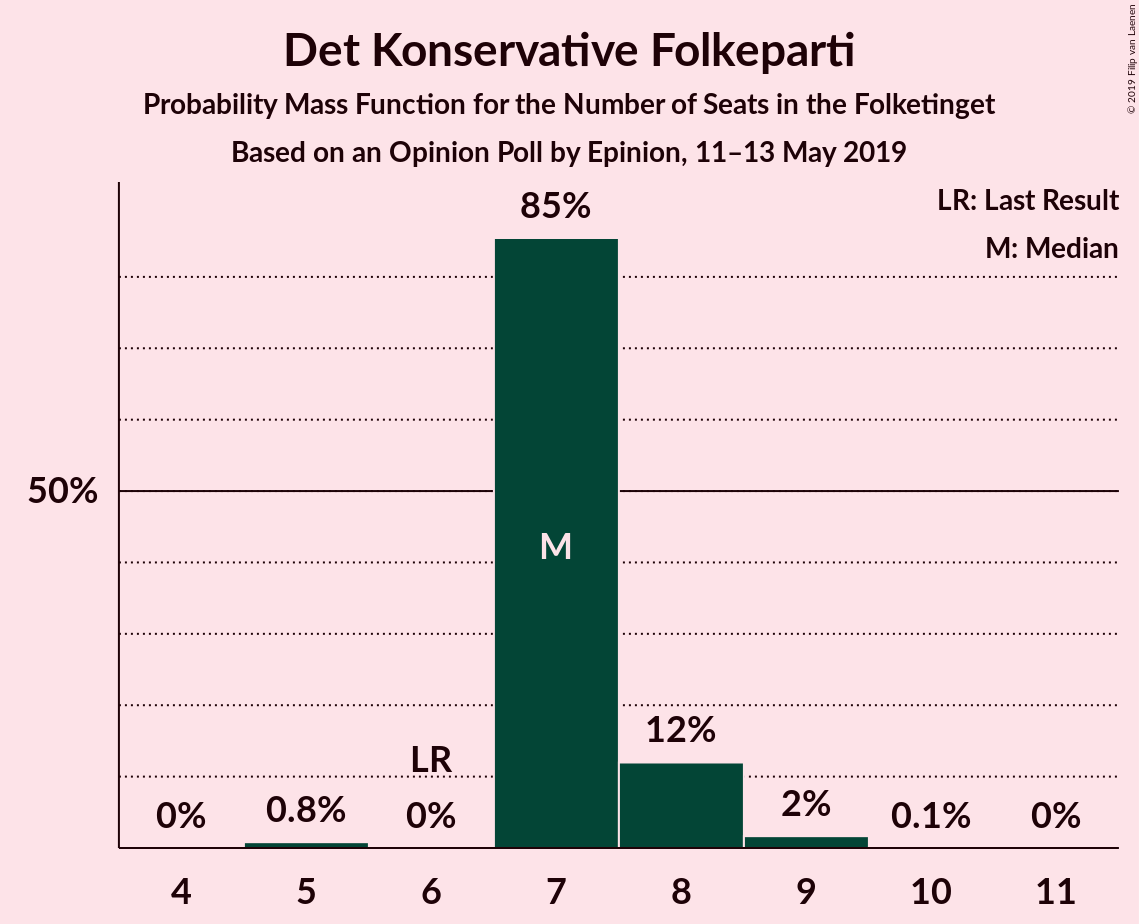 Det Konservative Folkeparti
Probability Mass Function for the Number of Seats in the Folketinget
Based on an Opinion Poll by Epinion, 11–13 May 2019
© 2019 Filip van Laenen
LR: Last Result
M: Median
85%
50%
M
12%
LR
0%
0.8%
0%
2%
0.1%
0%
4 5 6 7 8 9 10 11